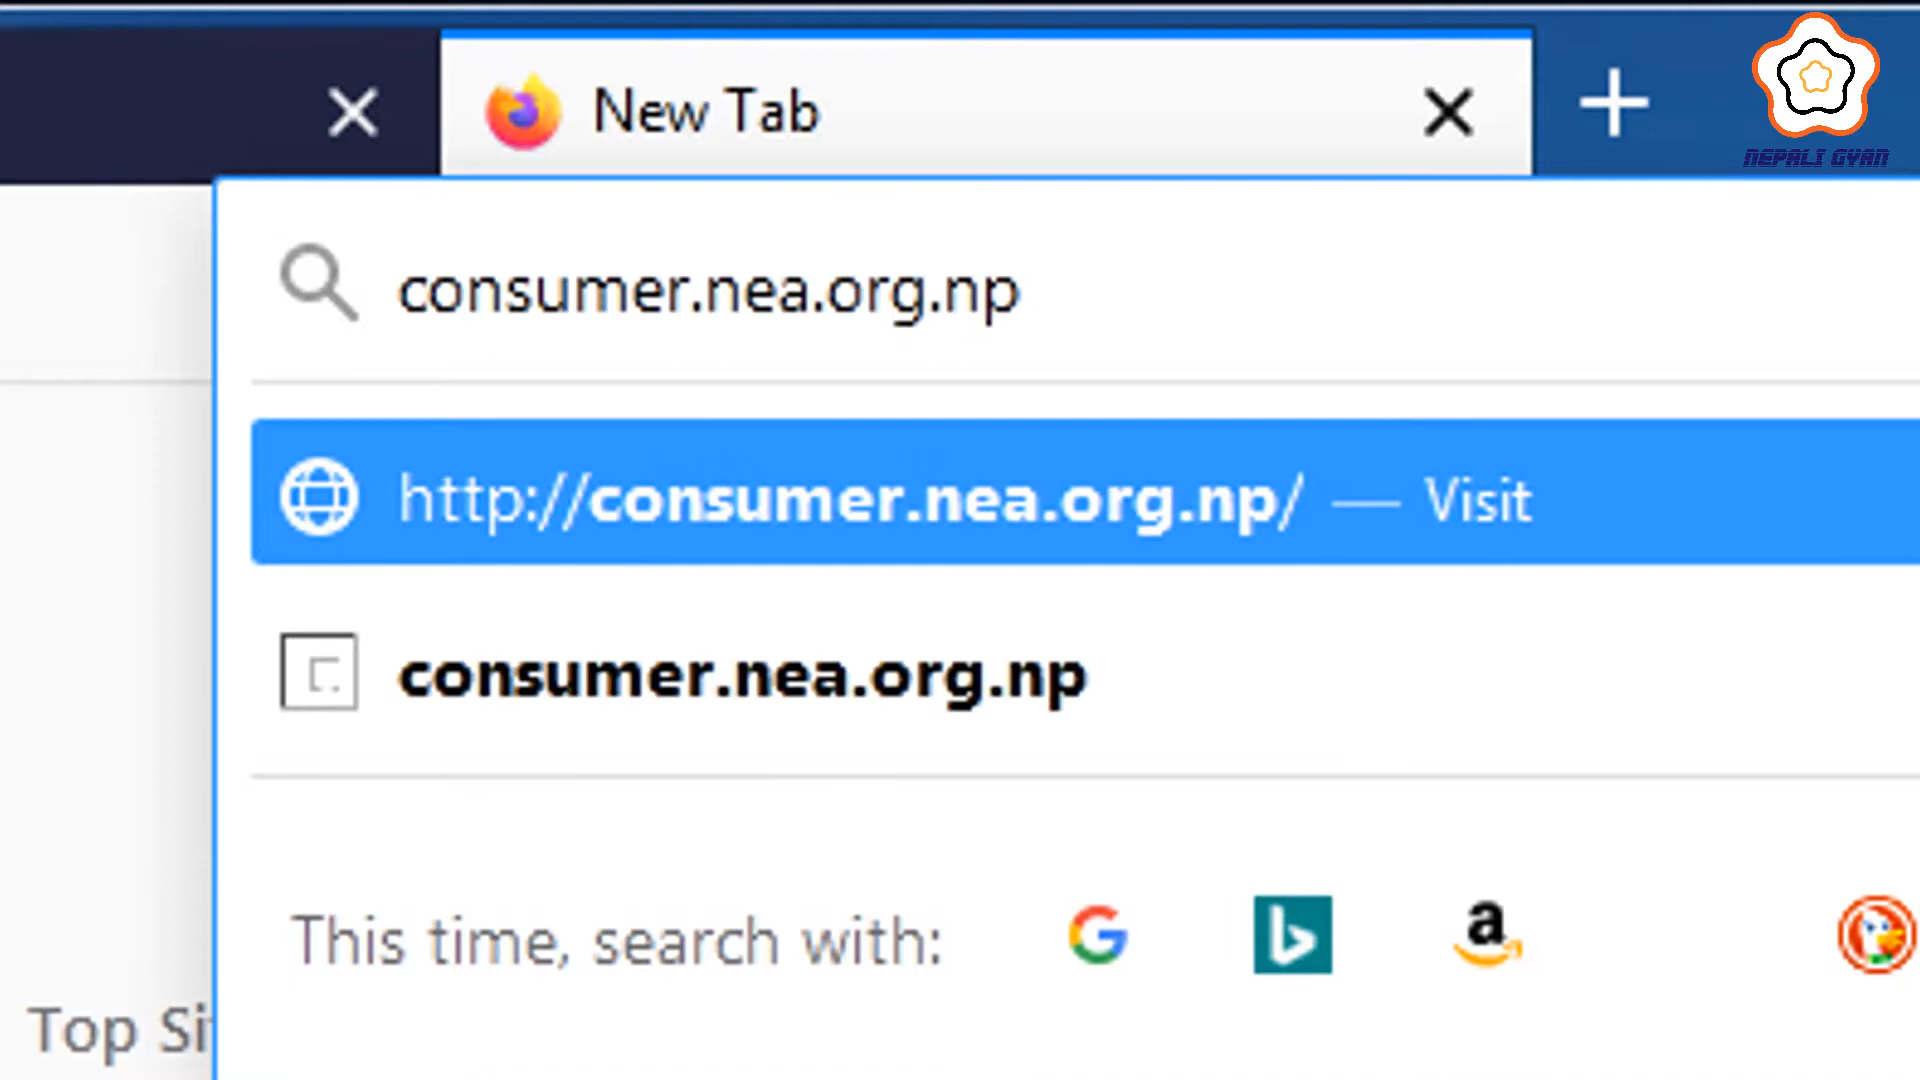 New Tab
NEPALI GYAN
consumer.nea.org.np
http://consumer.nea.org.np/ — Visit
consumer.nea.org.np
This time, search with:
Top Si